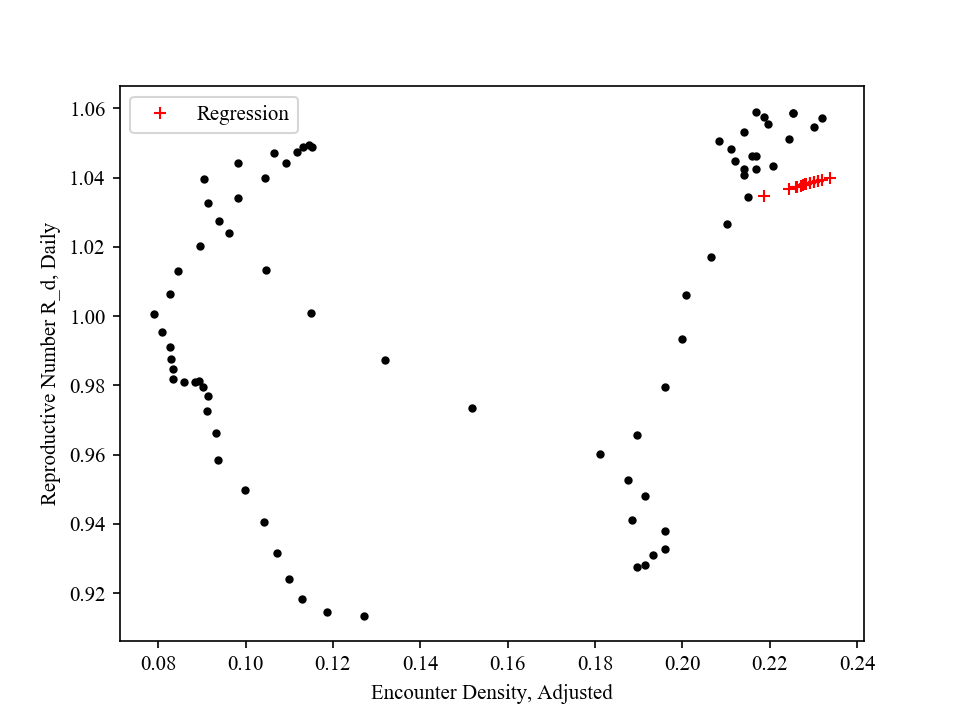 Regression
1.06
1.04
1.02
1.00
0.98
0.96
0.94
0.92
Reproductive Number R_d, Daily
0.08 0.10 0.12 0.14 0.16 0.18 0.20 0.22 0.24
Encounter Density, Adjusted